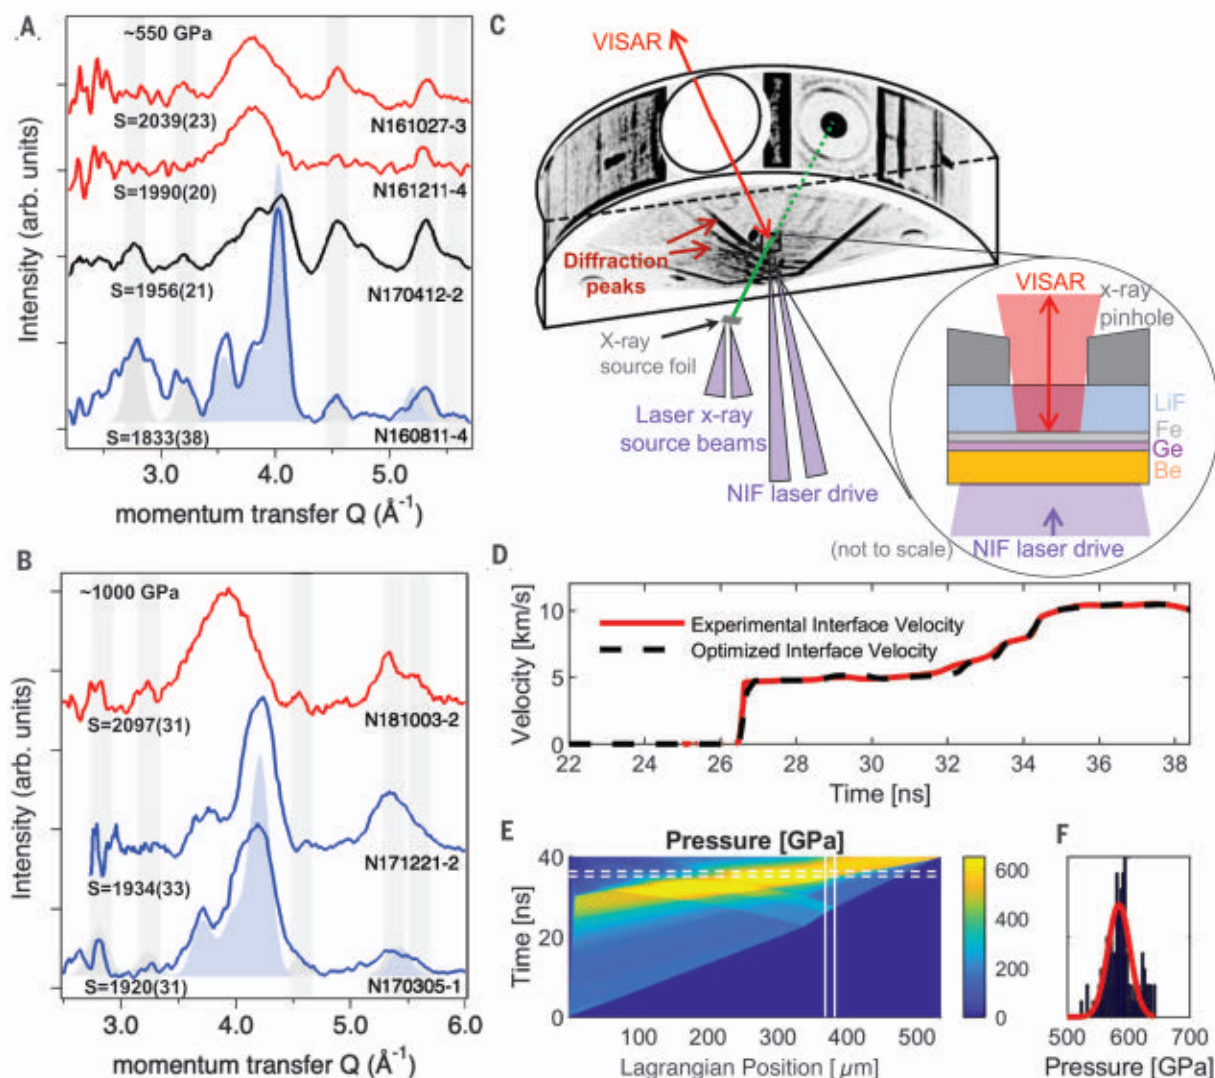 A
~550 GPa
Intensity (arb. units)
S=2039(23)
N161027-3
S=1990(20)
N161211-4
S=1956(21)
N170412-2
S=1833(38)
N160811-4
3.0 4.0 5.0
momentum transfer Q (Å⁻¹)
B
~1000 GPa
Intensity (arb. units)
S=2097(31)
N181003-2
S=1934(33)
N171221-2
S=1920(31)
N170305-1
3.0 4.0 5.0 6.0
momentum transfer Q (Å⁻¹)
C
VISAR
Diffraction
peaks
X-ray
source foil
Laser x-ray
source beams
NIF laser drive
VISAR
x-ray
pinhole
LiF
Fe
Ge
Be
(not to scale)
NIF laser drive
D
Velocity [km/s]
10
5
0
Experimental Interface Velocity
Optimized Interface Velocity
22 24 26 28 30 32 34 36 38
Time [ns]
E
Pressure [GPa]
Time [ns]
40
20
0
100 200 300 400 500
Lagrangian Position [ µm]
600
400
200
0
F
500 600 700
Pressure [GPa]